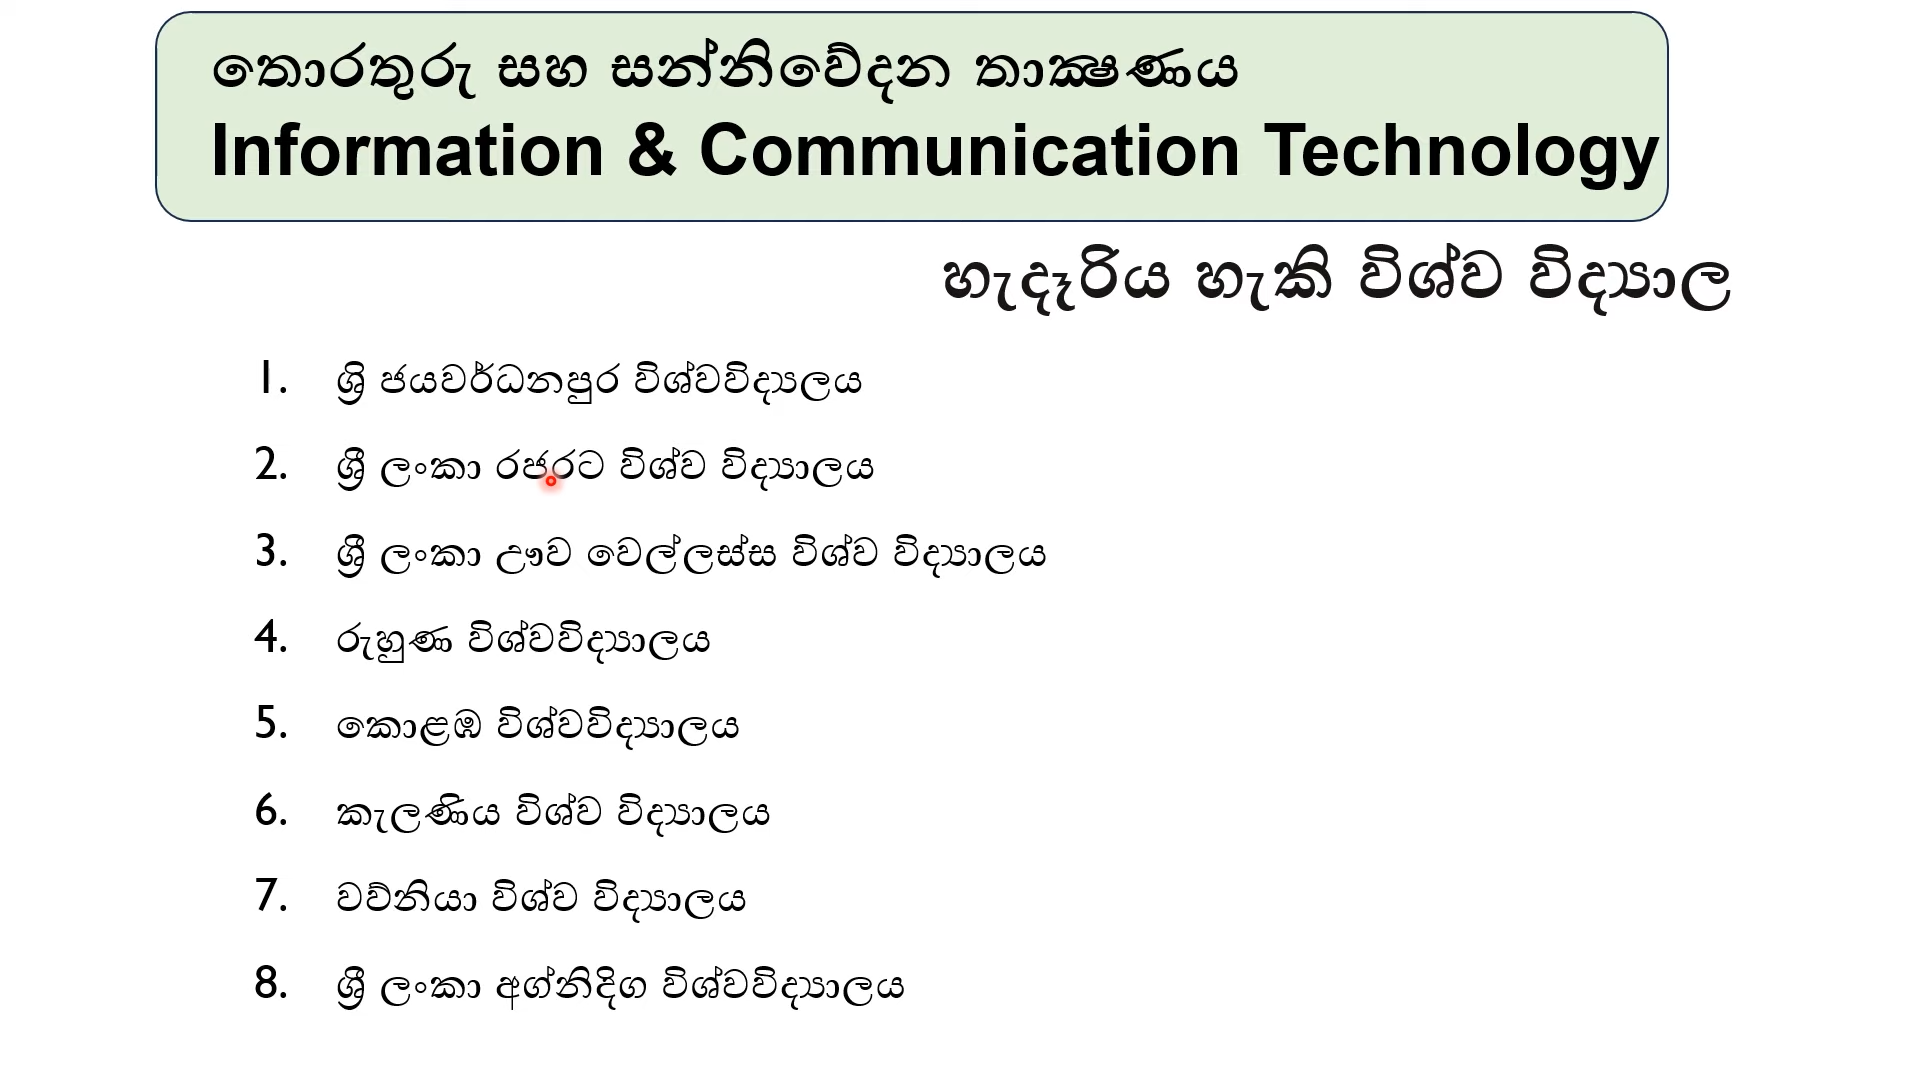 තොරතුරු සහ සන්නිවේදන තාක්‍ෂණය
Information & Communication Technology
හැදෑරිය හැකි විශ්ව විද්‍යාල
1. ශ්‍රි ජයවර්ධනපුර විශ්වවිද්‍යලය
2. ශ්‍රී ලංකා රජරට විශ්ව විද්‍යාලය
3. ශ්‍රී ලංකා ඌව වෙල්ලස්ස විශ්ව විද්‍යාලය
4. රුහුණ විශ්වවිද්‍යාලය
5. කොළඹ විශ්වවිද්‍යාලය
6. කැලණිය විශ්ව විද්‍යාලය
7. වව්නියා විශ්ව විද්‍යාලය
8. ශ්‍රී ලංකා අග්නිදිග විශ්වවිද්‍යාලය